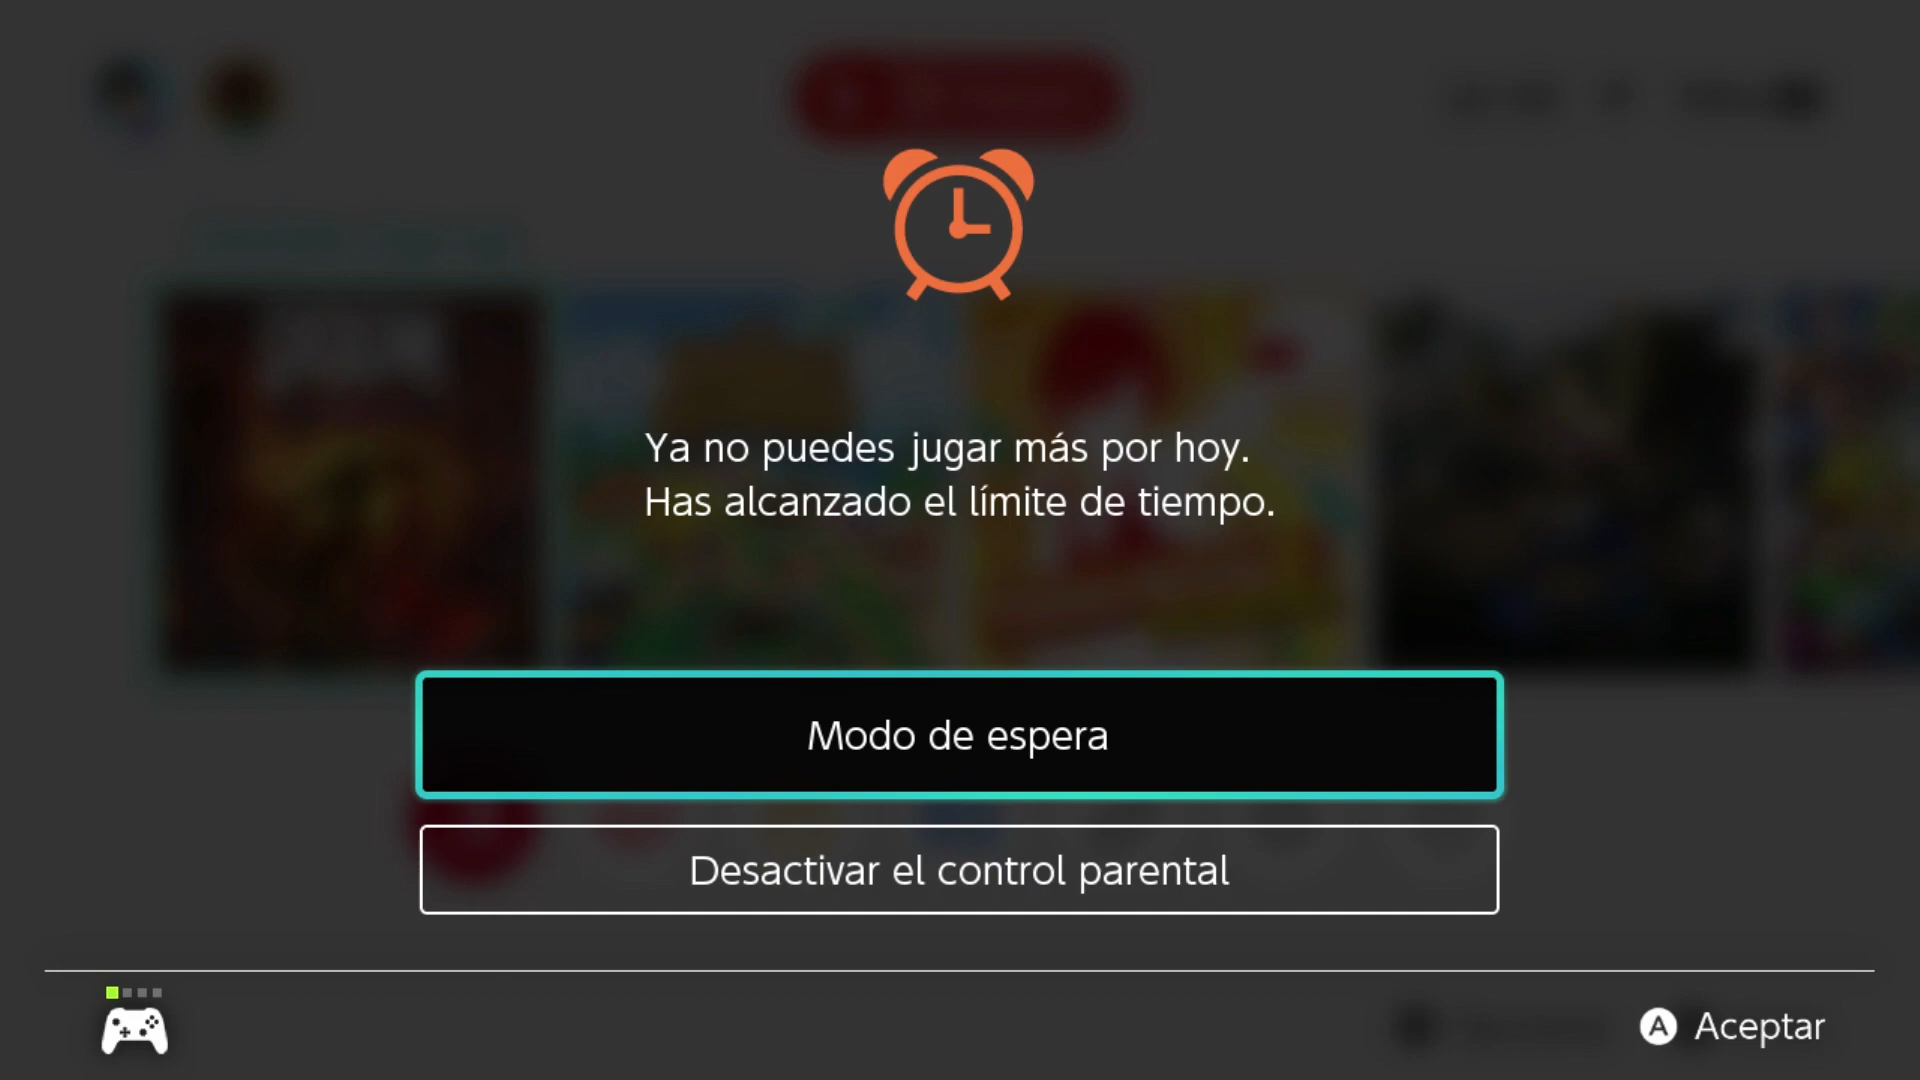 Ya no puedes jugar más por hoy.
Has alcanzado el límite de tiempo.
Modo de espera
Desactivar el control parental
A Aceptar